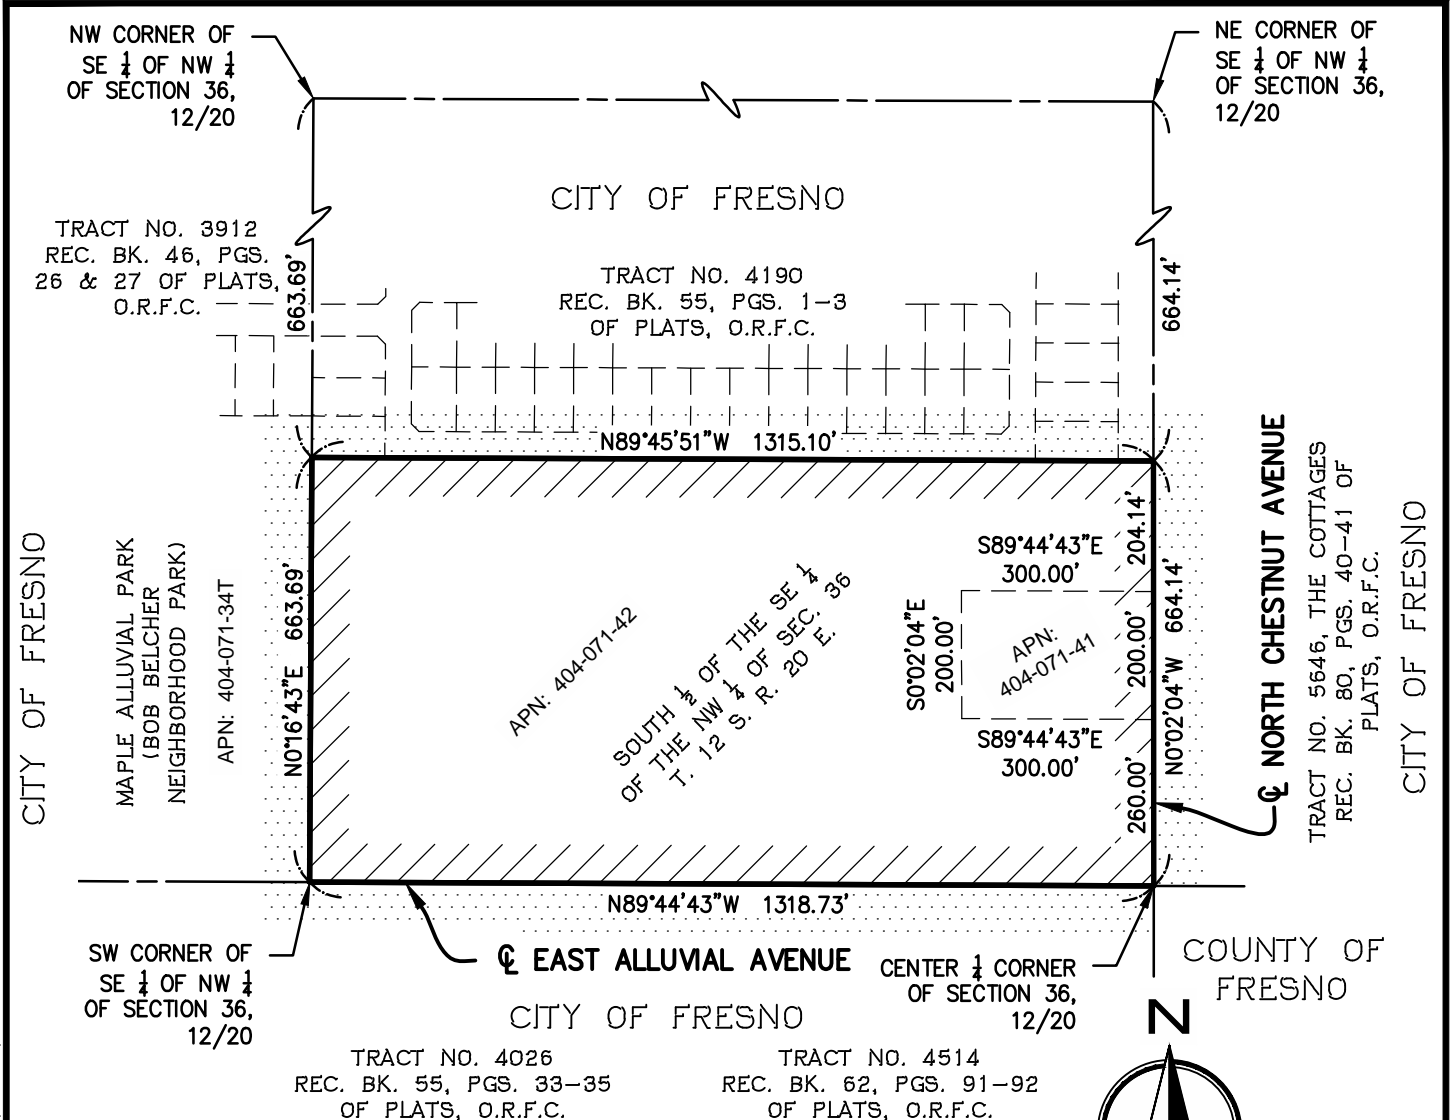 NW CORNER OF
SE ¼ OF NW ¼
OF SECTION 36,
12/20
NE CORNER OF
SE ¼ OF NW ¼
OF SECTION 36,
12/20
CITY OF FRESNO
TRACT NO. 3912
REC. BK. 46, PGS.
26 & 27 OF PLATS,
O.R.F.C.
663.69'
TRACT NO. 4190
REC. BK. 55, PGS. 1-3
OF PLATS, O.R.F.C.
664.14'
N89°45'51"W 1315.10'
CITY OF FRESNO
MAPLE ALLUVIAL PARK
(BOB BELCHER
NEIGHBORHOOD PARK)
APN: 404-071-34T
N0°16'43"E 663.69'
APN: 404-071-42
SOUTH ½ OF THE SE ¼
OF THE NW ¼ OF SEC. 36
T. 12 S. R. 20 E.
S89°44'43"E
300.00'
S0°02'04"E
200.00'
APN:
404-071-41
S89°44'43"E
300.00'
204.14'
200.00'
260.00'
N0°02'04"W 664.14'
℄ NORTH CHESTNUT AVENUE
TRACT NO. 5646, THE COTTAGES
REC. BK. 80, PGS. 40-41 OF
PLATS, O.R.F.C.
CITY OF FRESNO
N89°44'43"W 1318.73'
SW CORNER OF
SE ¼ OF NW ¼
OF SECTION 36,
12/20
℄ EAST ALLUVIAL AVENUE
CENTER ¼ CORNER
OF SECTION 36,
12/20
COUNTY OF
FRESNO
CITY OF FRESNO
N
TRACT NO. 4026
REC. BK. 55, PGS. 33-35
OF PLATS, O.R.F.C.
TRACT NO. 4514
REC. BK. 62, PGS. 91-92
OF PLATS, O.R.F.C.